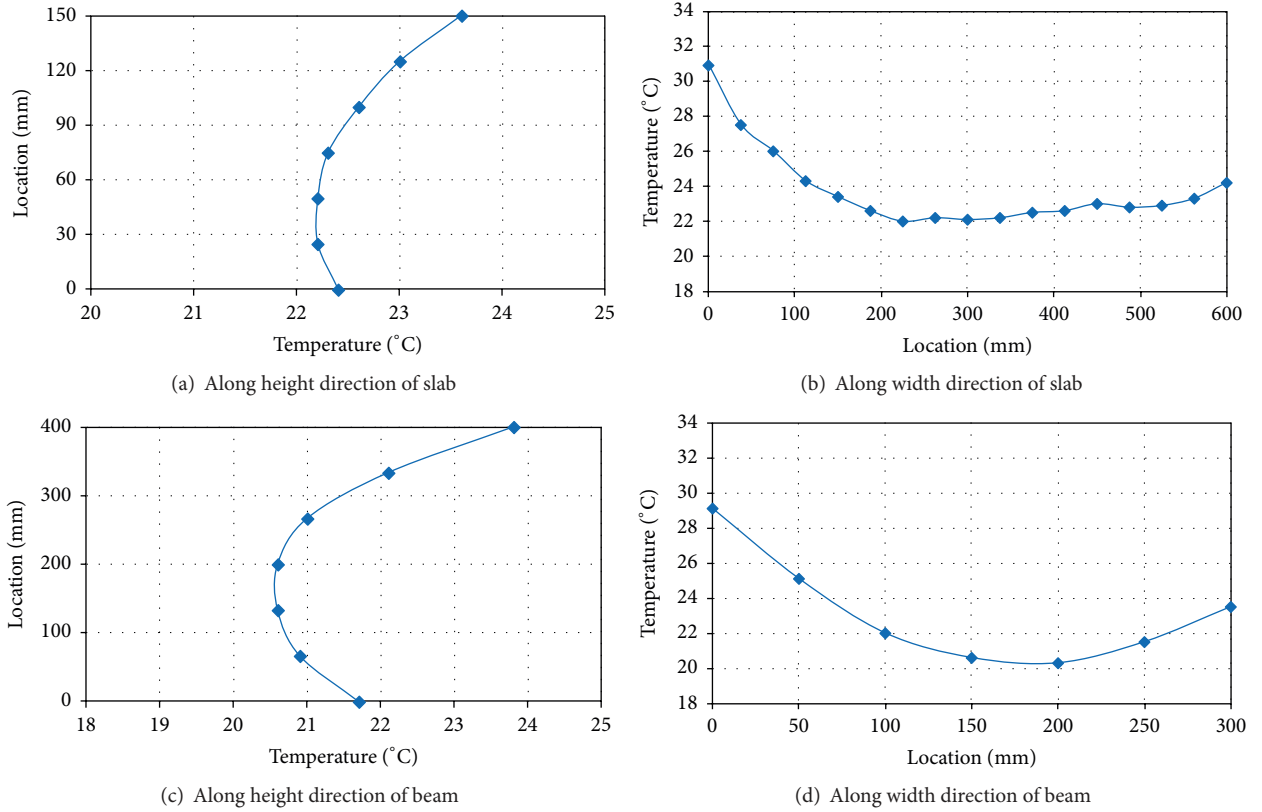 150
120
90
60
30
0
Location (mm)
20 21 22 23 24 25
Temperature (°C)
(a) Along height direction of slab
34
32
30
28
26
24
22
20
18
Temperature (°C)
0 100 200 300 400 500 600
Location (mm)
(b) Along width direction of slab
400
300
200
100
0
Location (mm)
18 19 20 21 22 23 24 25
Temperature (°C)
(c) Along height direction of beam
34
32
30
28
26
24
22
20
18
Temperature (°C)
0 50 100 150 200 250 300
Location (mm)
(d) Along width direction of beam